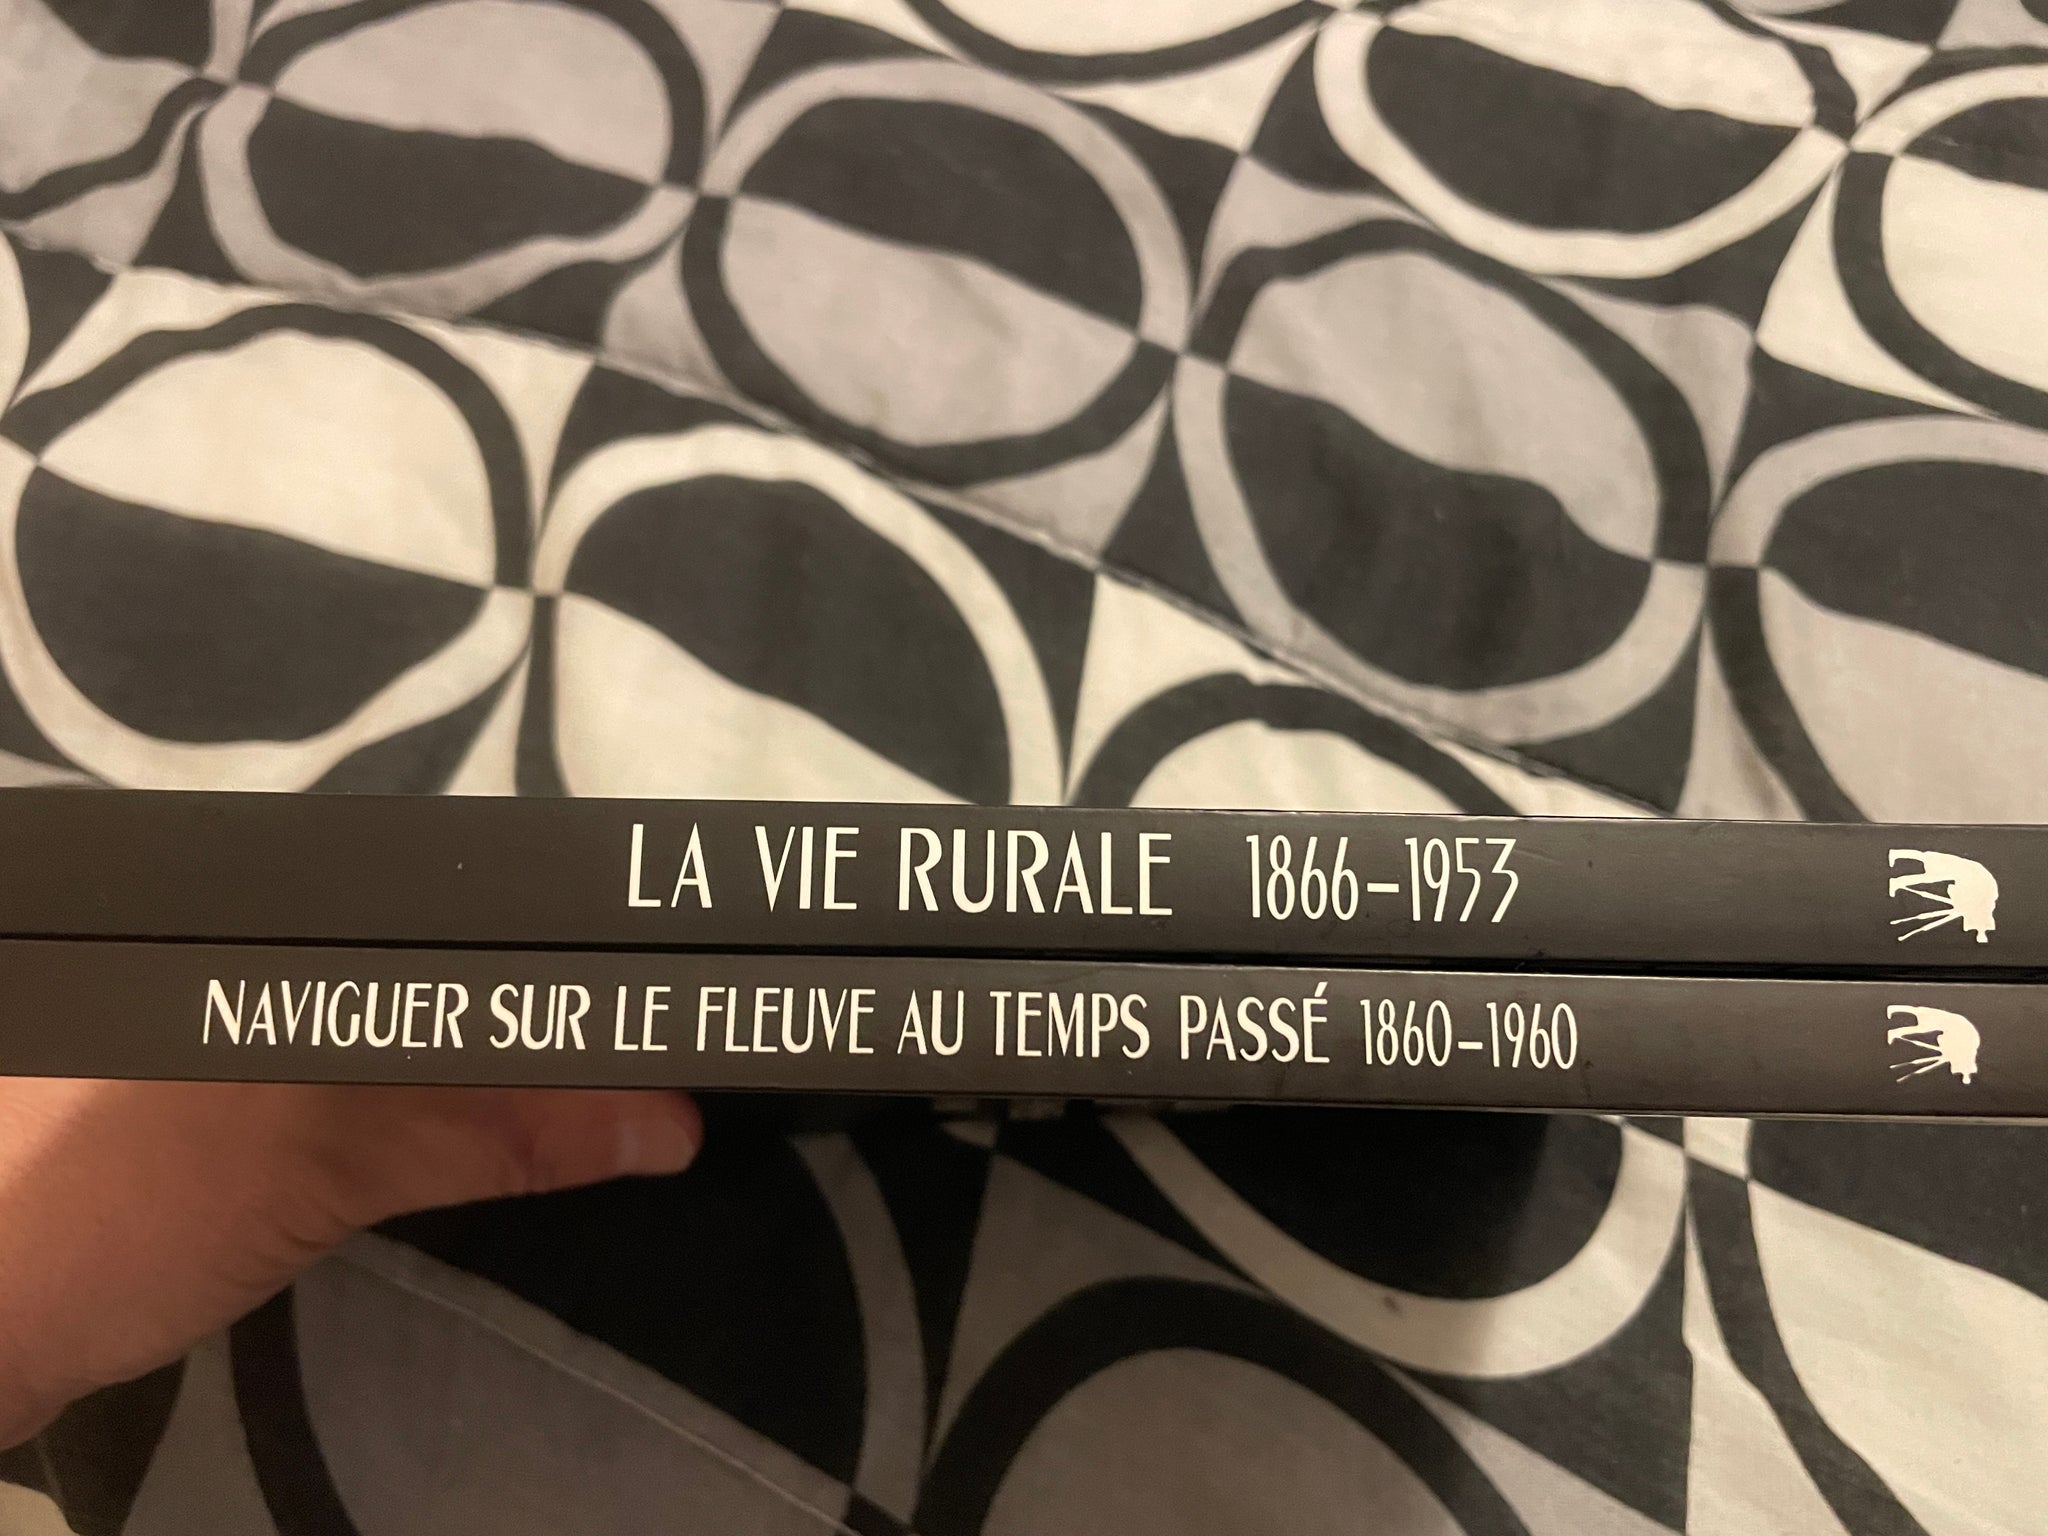 LA VIE RURALE 1866–1953
NAVIGUER SUR LE FLEUVE AU TEMPS PASSÉ 1860–1960